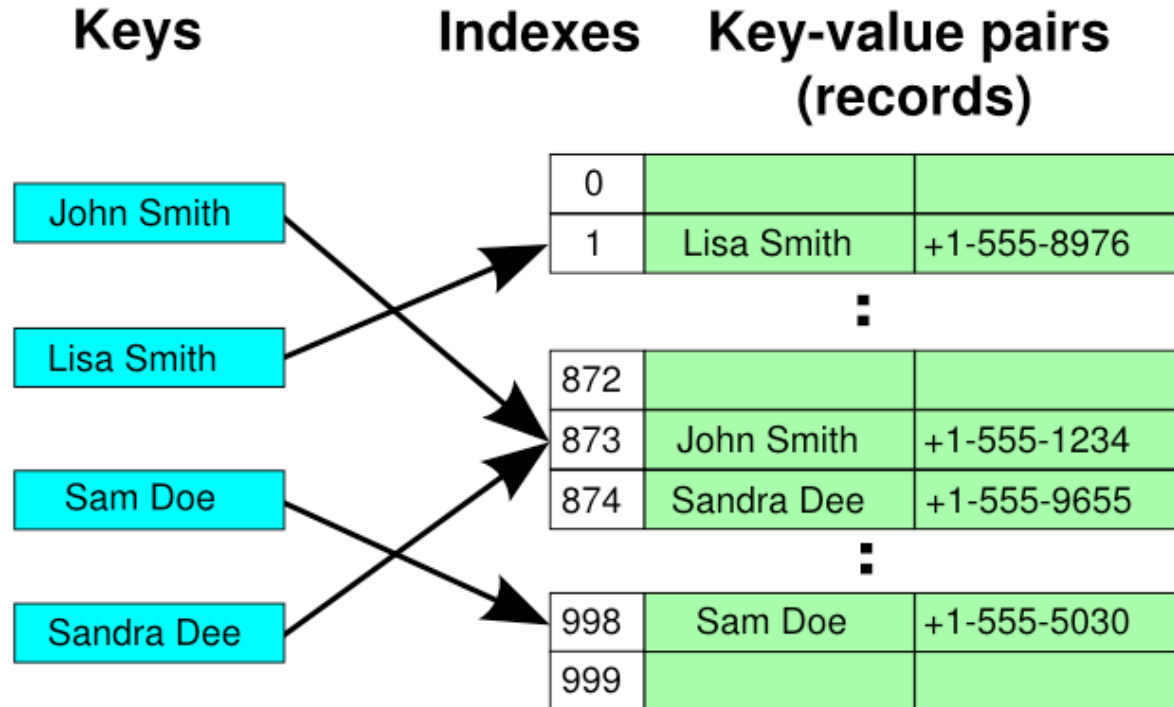 Keys
Indexes
Key-value pairs
(records)
John Smith
Lisa Smith
Sam Doe
Sandra Dee
0
1 Lisa Smith +1-555-8976
:
872
873 John Smith +1-555-1234
874 Sandra Dee +1-555-9655
:
998 Sam Doe +1-555-5030
999